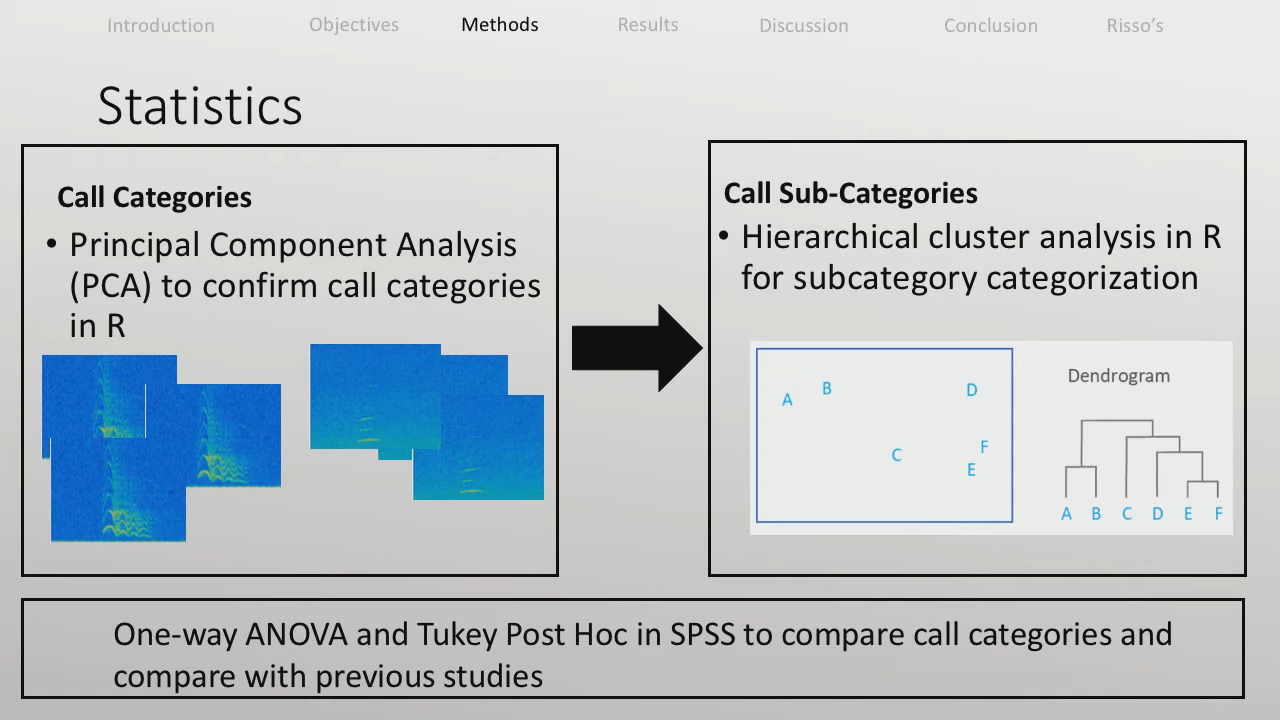 Introduction Objectives Methods Results Discussion Conclusion Risso's
Statistics
Call Categories
• Principal Component Analysis
(PCA) to confirm call categories
in R
Call Sub-Categories
• Hierarchical cluster analysis in R
for subcategory categorization
A B D
C F
E
Dendrogram
A B C D E F
One-way ANOVA and Tukey Post Hoc in SPSS to compare call categories and
compare with previous studies